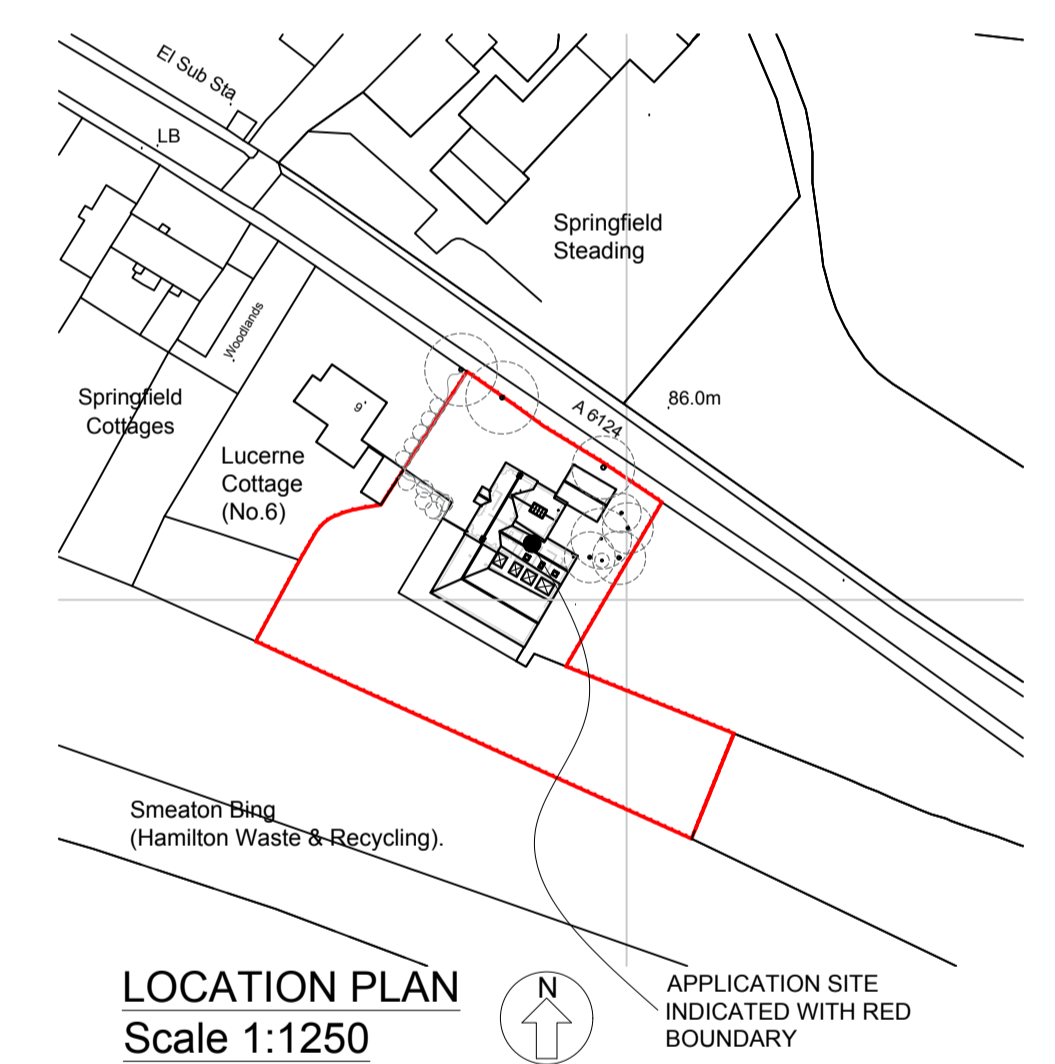 El Sub Sta
LB
Springfield
Steading
Woodlands
Springfield
Cottages
9
A 6124
86.0m
Lucerne
Cottage
(No.6)
Smeaton Bing
(Hamilton Waste & Recycling).
LOCATION PLAN
Scale 1:1250
N
APPLICATION SITE
INDICATED WITH RED
BOUNDARY